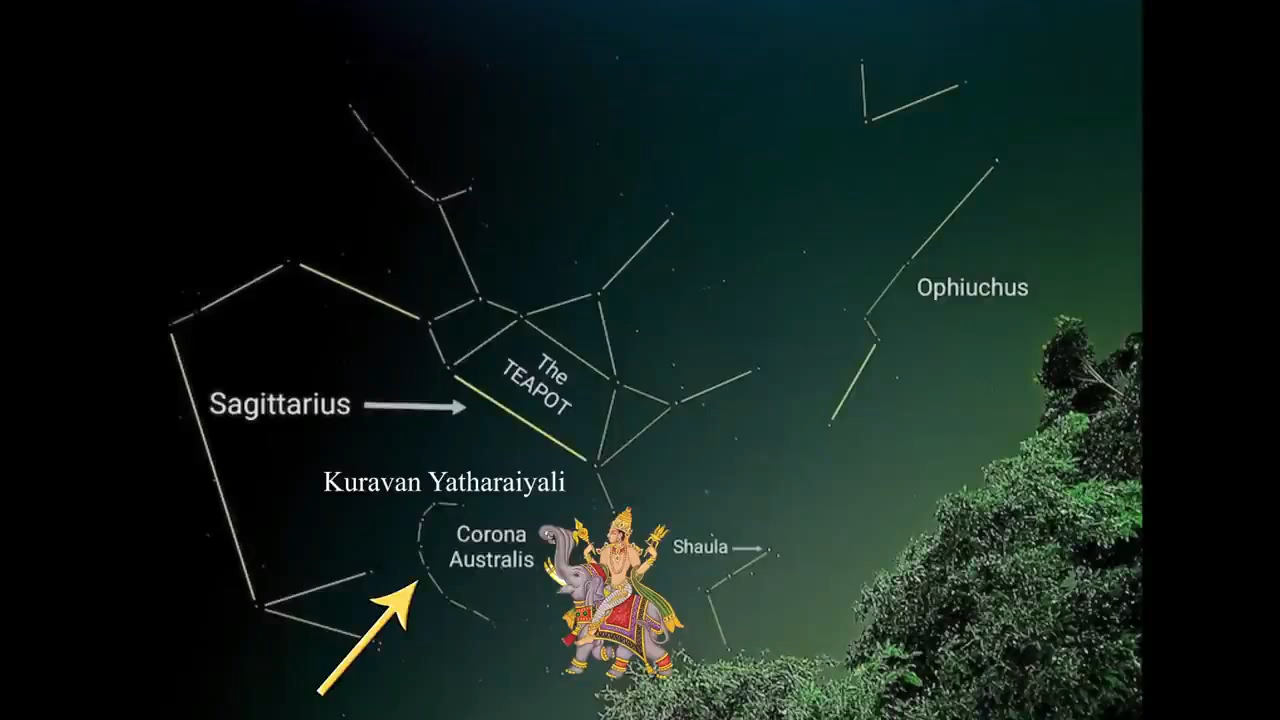 Ophiuchus
The
TEAPOT
Sagittarius
Kuravan Yatharaiyali
Corona
Australis
Shaula